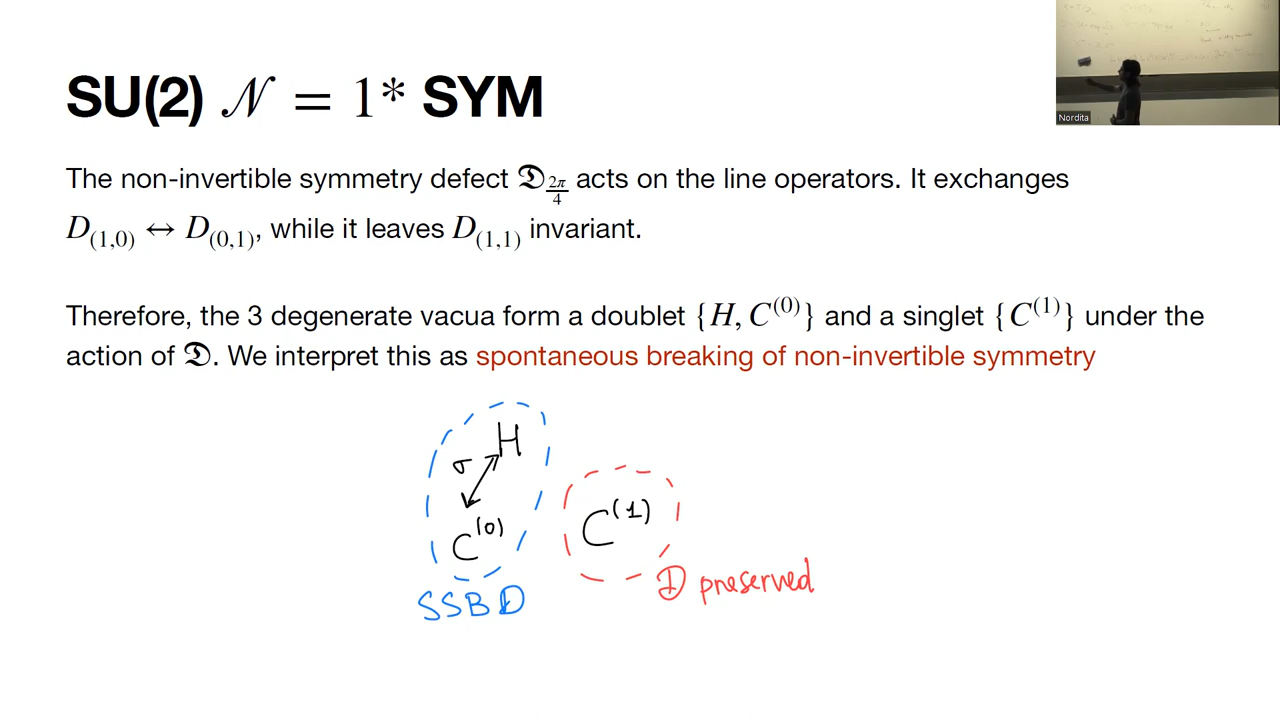 SU(2) 𝒩 = 1* SYM
Nordita
The non-invertible symmetry defect 𝔇_{2π/4} acts on the line operators. It exchanges
D_(1,0) ↔ D_(0,1), while it leaves D_(1,1) invariant.
Therefore, the 3 degenerate vacua form a doublet {H, C^(0)} and a singlet {C^(1)} under the
action of 𝔇. We interpret this as spontaneous breaking of non-invertible symmetry
H
σ
C^(0)
C^(1)
SSB D
D preserved